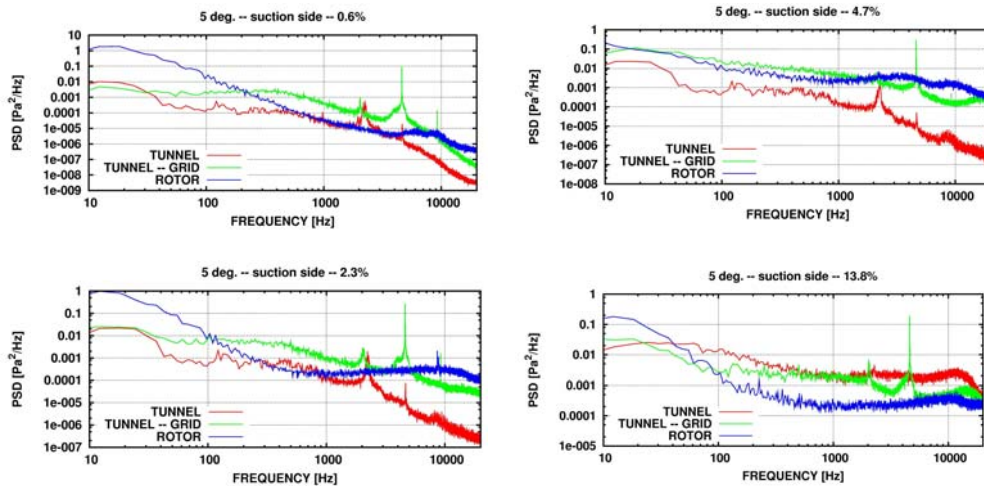 5 deg. -- suction side -- 0.6%
PSD [Pa²/Hz]
10
1
0.1
0.01
0.001
0.0001
1e-005
1e-006
1e-007
1e-008
1e-009
TUNNEL
TUNNEL -- GRID
ROTOR
10 100 1000 10000
FREQUENCY [Hz]
5 deg. -- suction side -- 4.7%
PSD [Pa²/Hz]
1
0.1
0.01
0.001
0.0001
1e-005
1e-006
1e-007
1e-008
TUNNEL
TUNNEL -- GRID
ROTOR
10 100 1000 10000
FREQUENCY [Hz]
5 deg. -- suction side -- 2.3%
PSD [Pa²/Hz]
1
0.1
0.01
0.001
0.0001
1e-005
1e-006
1e-007
TUNNEL
TUNNEL -- GRID
ROTOR
10 100 1000 10000
FREQUENCY [Hz]
5 deg. -- suction side -- 13.8%
PSD [Pa²/Hz]
1
0.1
0.01
0.001
0.0001
1e-005
TUNNEL
TUNNEL -- GRID
ROTOR
10 100 1000 10000
FREQUENCY [Hz]